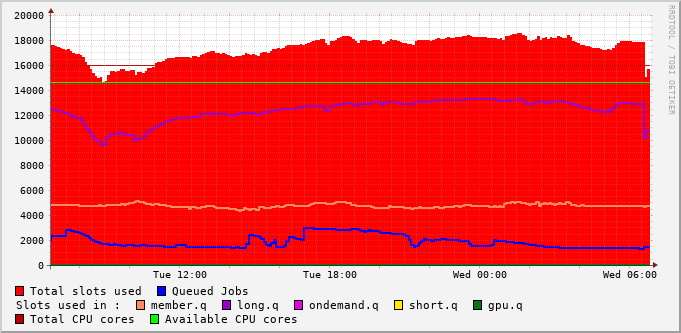 RRDTOOL / TOBI OETIKER
20000
18000
16000
14000
12000
10000
8000
6000
4000
2000
0
Tue 12:00 Tue 18:00 Wed 00:00 Wed 06:00
Total slots used Queued Jobs
Slots used in : member.q long.q ondemand.q short.q gpu.q
Total CPU cores Available CPU cores